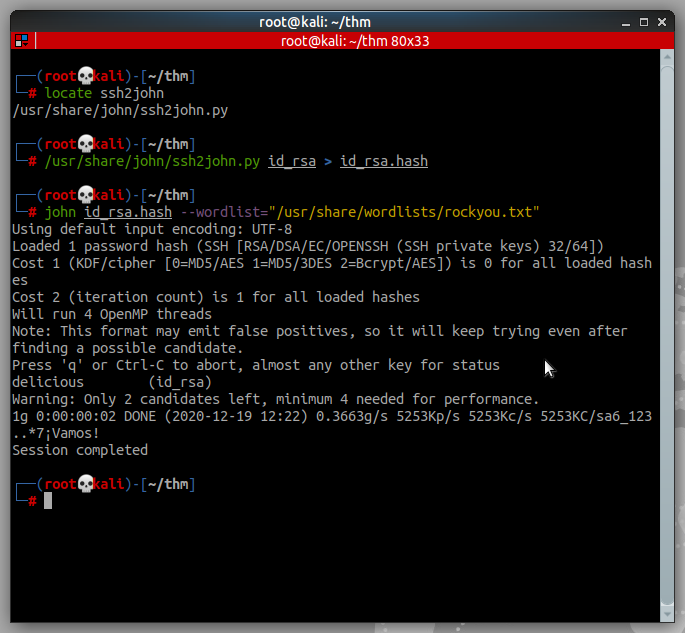 root@kali: ~/thm
root@kali: ~/thm 80x33
┌──(root💀kali)-[~/thm]
└─# locate ssh2john
/usr/share/john/ssh2john.py
┌──(root💀kali)-[~/thm]
└─# /usr/share/john/ssh2john.py id_rsa > id_rsa.hash
┌──(root💀kali)-[~/thm]
└─# john id_rsa.hash --wordlist="/usr/share/wordlists/rockyou.txt"
Using default input encoding: UTF-8
Loaded 1 password hash (SSH [RSA/DSA/EC/OPENSSH (SSH private keys) 32/64])
Cost 1 (KDF/cipher [0=MD5/AES 1=MD5/3DES 2=Bcrypt/AES]) is 0 for all loaded hash
es
Cost 2 (iteration count) is 1 for all loaded hashes
Will run 4 OpenMP threads
Note: This format may emit false positives, so it will keep trying even after
finding a possible candidate.
Press 'q' or Ctrl-C to abort, almost any other key for status
delicious        (id_rsa)
Warning: Only 2 candidates left, minimum 4 needed for performance.
1g 0:00:00:02 DONE (2020-12-19 12:22) 0.3663g/s 5253Kp/s 5253Kc/s 5253KC/sa6_123
..*7¡Vamos!
Session completed
┌──(root💀kali)-[~/thm]
└─#